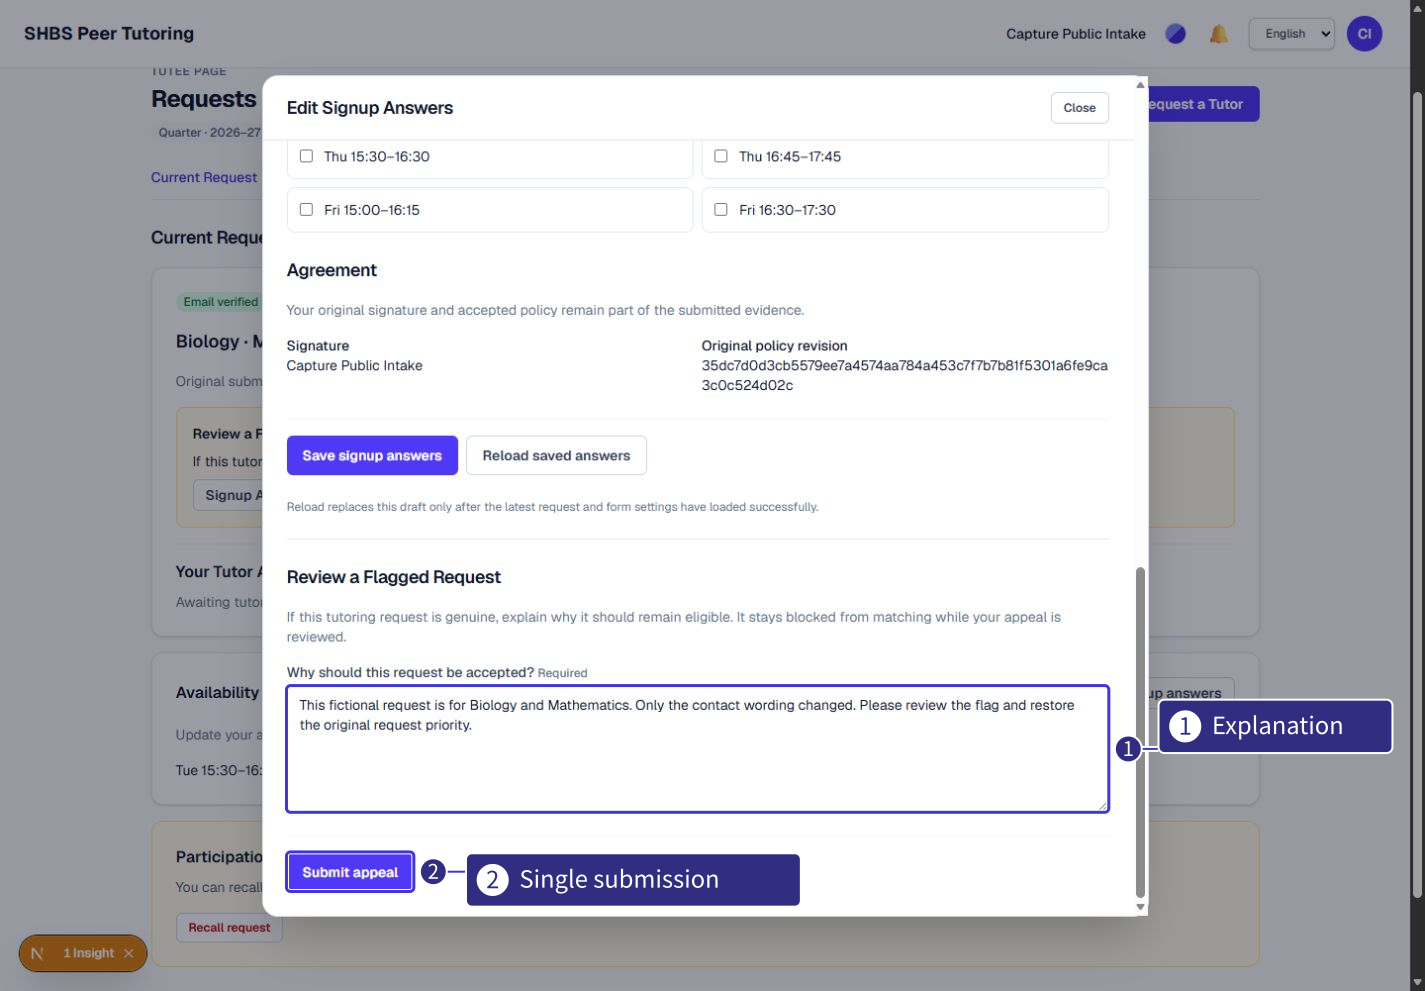 SHBS Peer Tutoring
Capture Public Intake
English
CI
TUTEE PAGE
Requests
Quarter · 2026–27
equest a Tutor
Current Request
Current Reque
Email verified
Biology · M
Original subm
Review a F
If this tutor
Signup A
Your Tutor A
Awaiting tuto
Availability
up answers
Update your a
Tue 15:30–16:
Participatio
You can recal
Recall request
1 Insight
Edit Signup Answers
Close
Thu 15:30–16:30
Thu 16:45–17:45
Fri 15:00–16:15
Fri 16:30–17:30
Agreement
Your original signature and accepted policy remain part of the submitted evidence.
Signature
Capture Public Intake
Original policy revision
35dc7d0d3cb5579ee7a4574aa784a453c7f7b7b81f5301a6fe9ca
3c0c524d02c
Save signup answers
Reload saved answers
Reload replaces this draft only after the latest request and form settings have loaded successfully.
Review a Flagged Request
If this tutoring request is genuine, explain why it should remain eligible. It stays blocked from matching while your appeal is
reviewed.
Why should this request be accepted? Required
This fictional request is for Biology and Mathematics. Only the contact wording changed. Please review the flag and restore
the original request priority.
1
1 Explanation
Submit appeal
2
2 Single submission